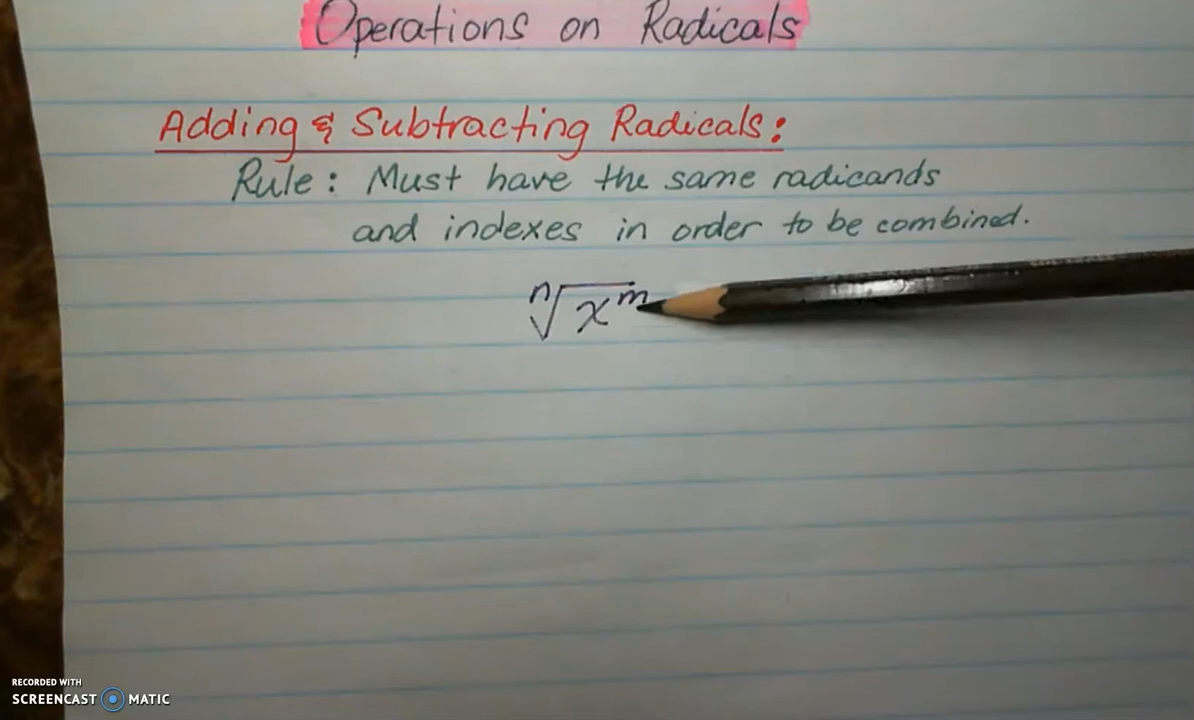 Operations on Radicals
Adding & Subtracting Radicals:
Rule: Must have the same radicands
and indexes in order to be combined.
ⁿ√xᵐ
RECORDED WITH
SCREENCAST MATIC